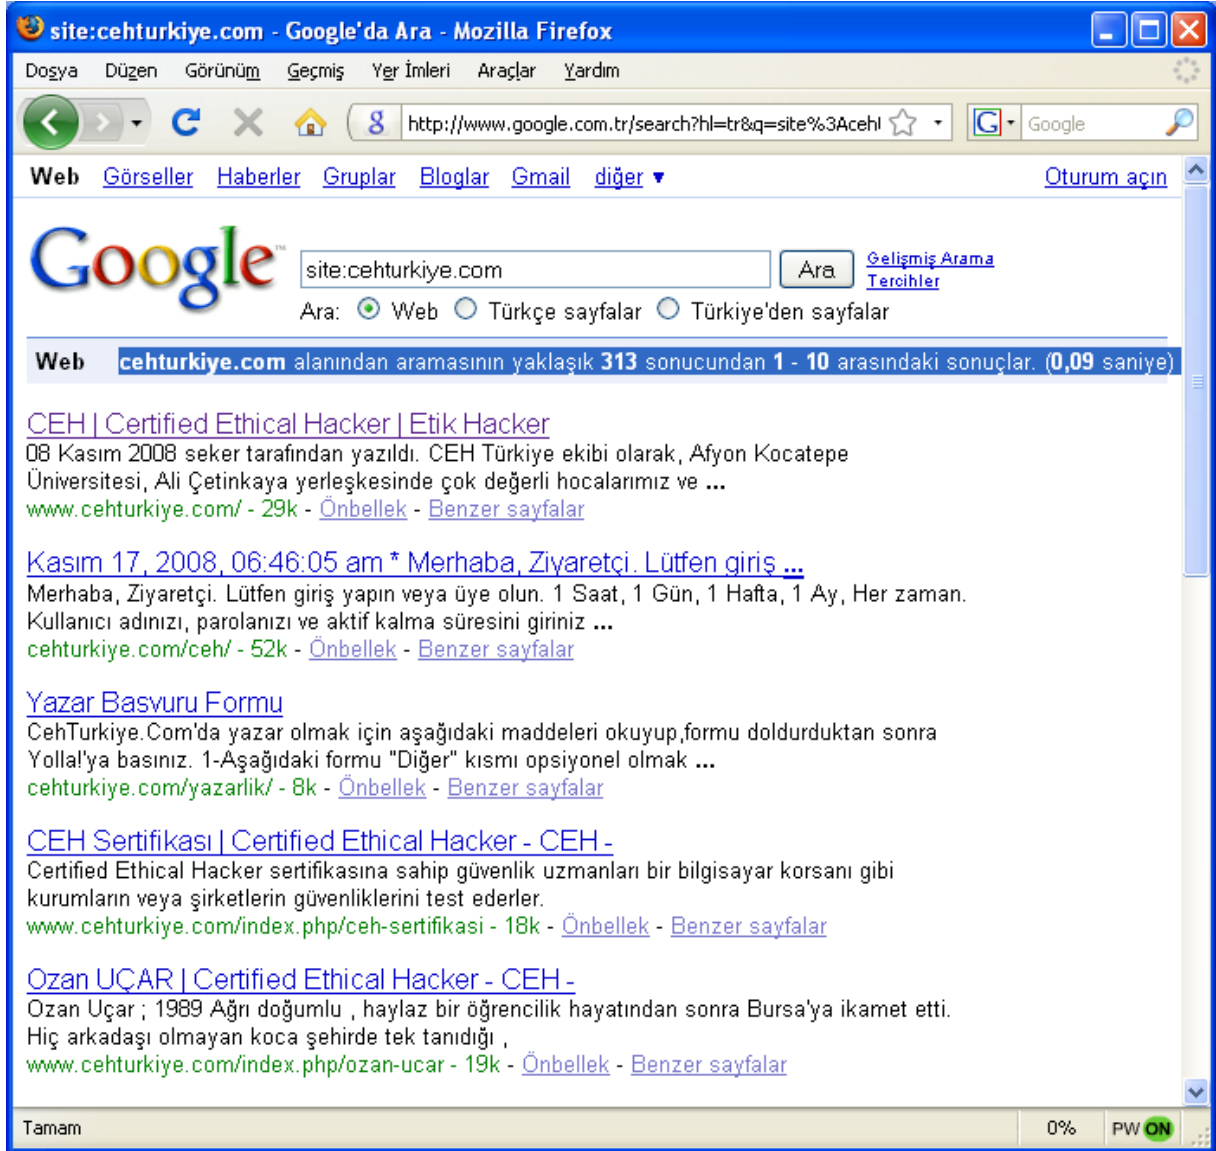 site:cehturkiye.com - Google'da Ara - Mozilla Firefox
Dosya Düzen Görünüm Geçmiş Yer İmleri Araçlar Yardım
http://www.google.com.tr/search?hl=tr&q=site%3Aceh Google
Web Görseller Haberler Gruplar Bloglar Gmail diğer ▼ Oturum açın
Google™
site:cehturkiye.com Ara Gelişmiş Arama
Tercihler
Ara: Web Türkçe sayfalar Türkiye'den sayfalar
Web cehturkiye.com alanından aramasının yaklaşık 313 sonucundan 1 - 10 arasındaki sonuçlar. (0,09 saniye)
CEH | Certified Ethical Hacker | Etik Hacker
08 Kasım 2008 seker tarafından yazıldı. CEH Türkiye ekibi olarak, Afyon Kocatepe
Üniversitesi, Ali Çetinkaya yerleşkesinde çok değerli hocalarımız ve ...
www.cehturkiye.com/ - 29k - Önbellek - Benzer sayfalar
Kasım 17, 2008, 06:46:05 am * Merhaba, Ziyaretçi. Lütfen giriş ...
Merhaba, Ziyaretçi. Lütfen giriş yapın veya üye olun. 1 Saat, 1 Gün, 1 Hafta, 1 Ay, Her zaman.
Kullanıcı adınızı, parolanızı ve aktif kalma süresini giriniz ...
cehturkiye.com/ceh/ - 52k - Önbellek - Benzer sayfalar
Yazar Basvuru Formu
CehTurkiye.Com'da yazar olmak için aşağıdaki maddeleri okuyup,formu doldurduktan sonra
Yolla!'ya basınız. 1-Aşağıdaki formu "Diğer" kısmı opsiyonel olmak ...
cehturkiye.com/yazarlik/ - 8k - Önbellek - Benzer sayfalar
CEH Sertifikası | Certified Ethical Hacker - CEH -
Certified Ethical Hacker sertifikasına sahip güvenlik uzmanları bir bilgisayar korsanı gibi
kurumların veya şirketlerin güvenliklerini test ederler.
www.cehturkiye.com/index.php/ceh-sertifikasi - 18k - Önbellek - Benzer sayfalar
Ozan UÇAR | Certified Ethical Hacker - CEH -
Ozan Uçar ; 1989 Ağrı doğumlu , haylaz bir öğrencilik hayatından sonra Bursa'ya ikamet etti.
Hiç arkadaşı olmayan koca şehirde tek tanıdığı ,
www.cehturkiye.com/index.php/ozan-ucar - 19k - Önbellek - Benzer sayfalar
Tamam 0% PW ON